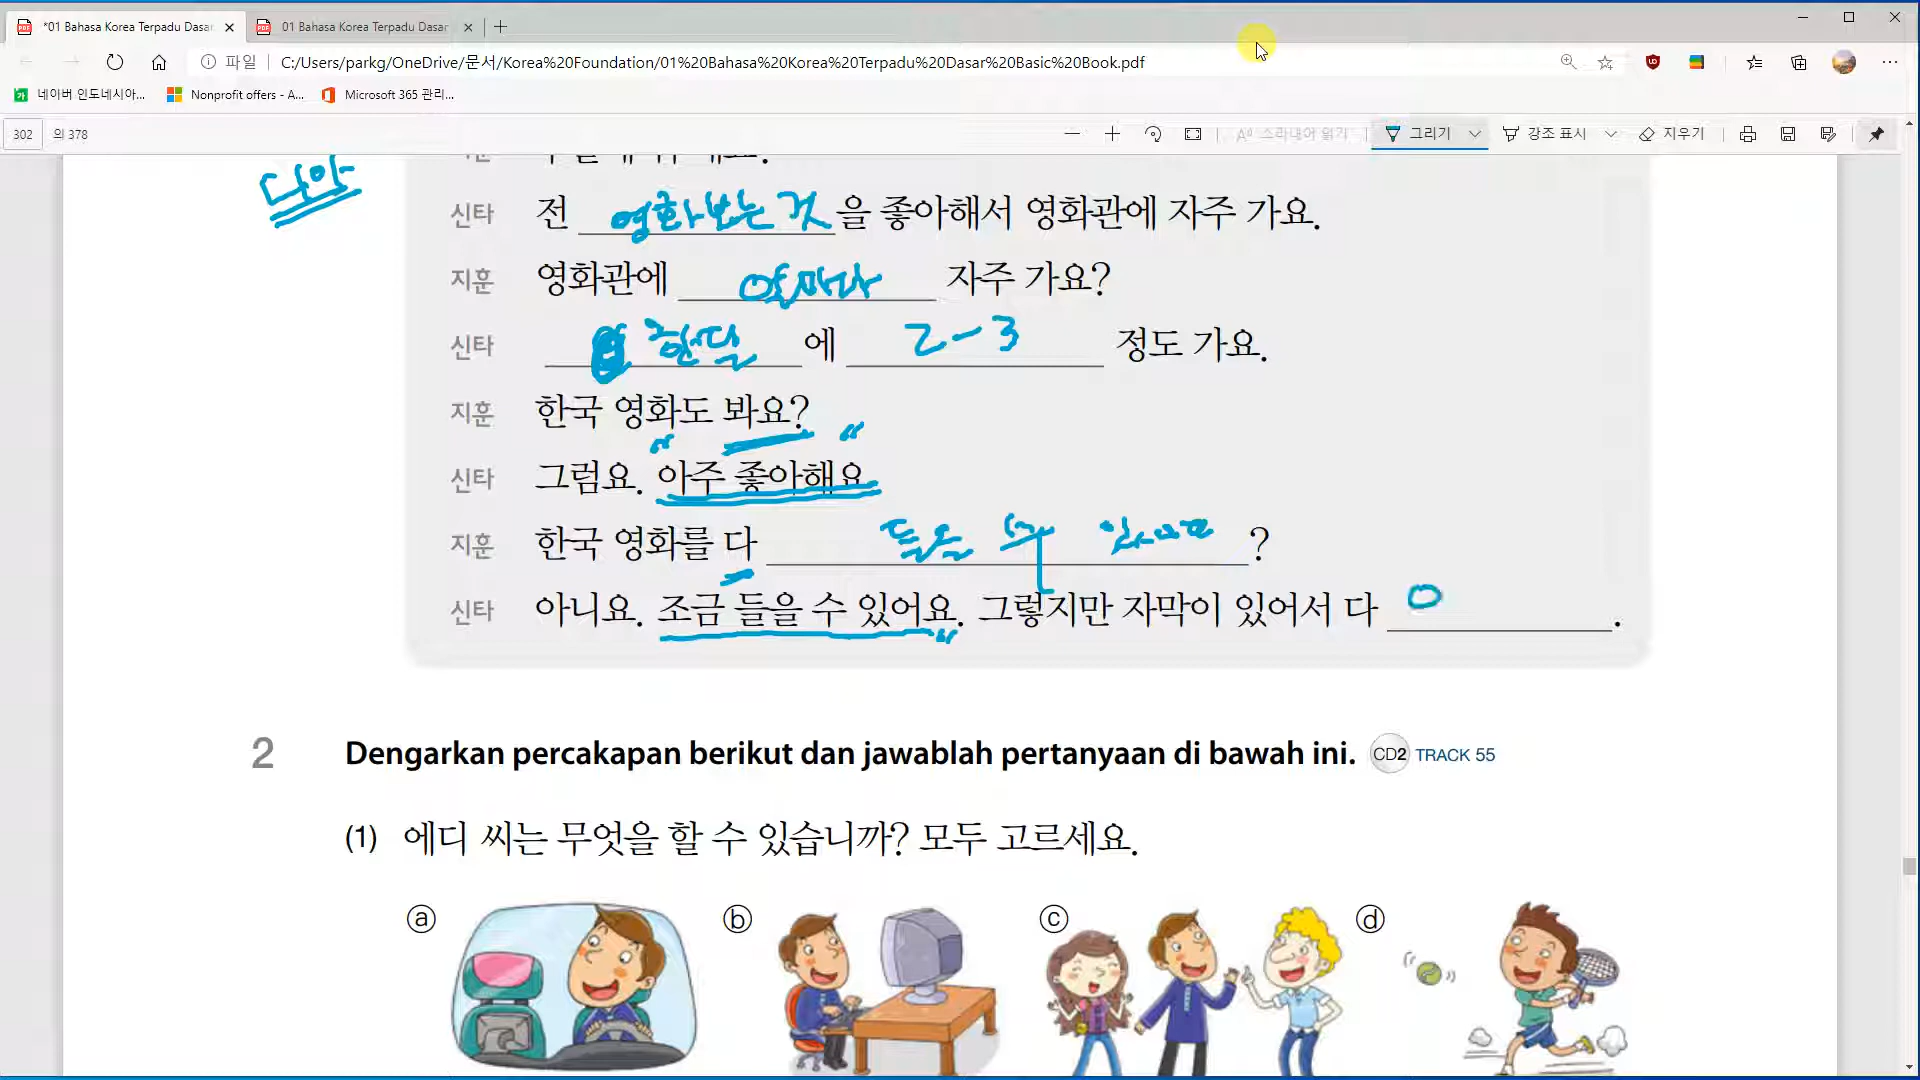 *01 Bahasa Korea Terpadu Dasar
01 Bahasa Korea Terpadu Dasar
파일 C:/Users/parkg/OneDrive/문서/Korea%20Foundation/01%20Bahasa%20Korea%20Terpadu%20Dasar%20Basic%20Book.pdf
네이버 인도네시아... Nonprofit offers - A... Microsoft 365 관리...
302 의 378 소리내어 읽기 그리기 강조 표시 지우기
신타 전 영화 보는 것 을 좋아해서 영화관에 자주 가요.
지훈 영화관에 얼마나 자주 가요?
신타 한 달 에 2-3 정도 가요.
지훈 한국 영화도 봐요?
신타 그럼요. 아주 좋아해요
지훈 한국 영화를 다 들을 수 있어요 ?
신타 아니요. 조금 들을 수 있어요. 그렇지만 자막이 있어서 다 .
2 Dengarkan percakapan berikut dan jawablah pertanyaan di bawah ini. CD2 TRACK 55
(1) 에디 씨는 무엇을 할 수 있습니까? 모두 고르세요.
ⓐ ⓑ ⓒ ⓓ